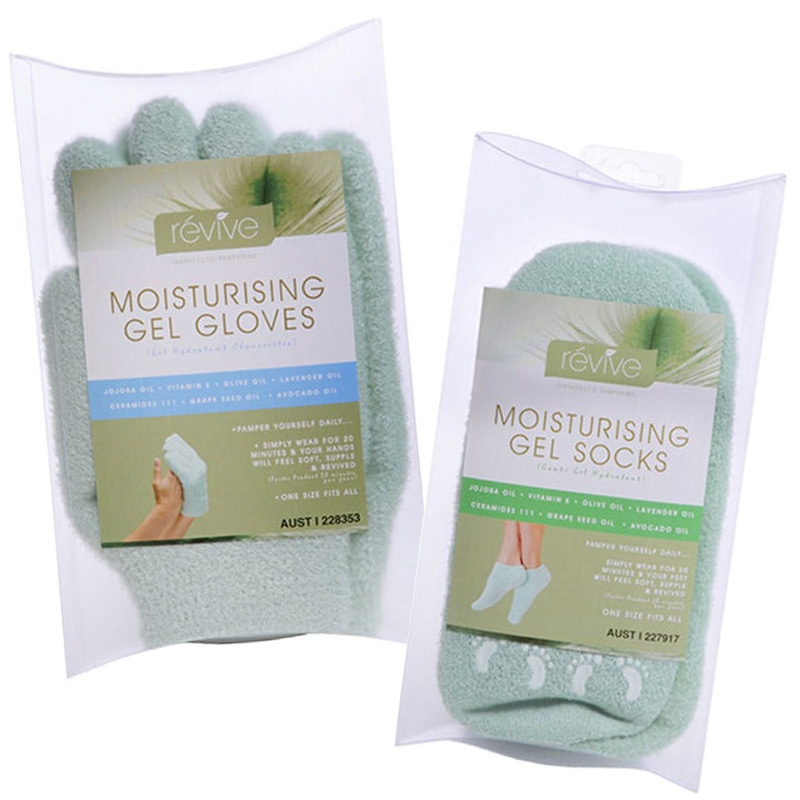 révive
THERAPEUTIC PAMPERING
MOISTURISING
GEL GLOVES
JOJOBA OIL • VITAMIN E • OLIVE OIL • LAVENDER OIL
CERAMIDES 111 • GRAPE SEED OIL • AVOCADO OIL
•PAMPER YOURSELF DAILY...
• SIMPLY WEAR FOR 20
MINUTES & YOUR HANDS
WILL FEEL SOFT, SUPPLE
& REVIVED
•ONE SIZE FITS ALL
AUST I 228353
révive
THERAPEUTIC PAMPERING
MOISTURISING
GEL SOCKS
JOJOBA OIL • VITAMIN E • OLIVE OIL • LAVENDER OIL
CERAMIDES 111 • GRAPE SEED OIL • AVOCADO OIL
PAMPER YOURSELF DAILY...
SIMPLY WEAR FOR 20
MINUTES & YOUR FEET
WILL FEEL SOFT, SUPPLE
& REVIVED
ONE SIZE FITS ALL
AUST I 227917